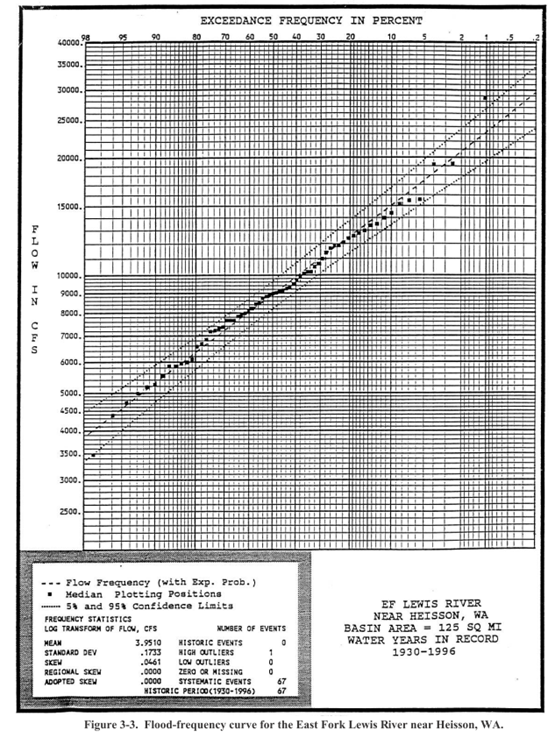 EXCEEDANCE FREQUENCY IN PERCENT
98 95 90 80 70 60 50 40 30 20 10 5 2 1 .5 .2
40000.
35000.
30000.
25000.
20000.
15000.
10000.
9000.
8000.
7000.
6000.
5000.
4500.
4000.
3500.
3000.
2500.
FLOW IN CFS
--- Flow Frequency (with Exp. Prob.)
▪ Median Plotting Positions
........ 5% and 95% Confidence Limits
FREQUENCY STATISTICS
LOG TRANSFORM OF FLOW, CFS NUMBER OF EVENTS
MEAN 3.9510 HISTORIC EVENTS 0
STANDARD DEV .1733 HIGH OUTLIERS 1
SKEW .0461 LOW OUTLIERS 0
REGIONAL SKEW .0000 ZERO OR MISSING 0
ADOPTED SKEW .0000 SYSTEMATIC EVENTS 67
HISTORIC PERIOD(1930-1996) 67
EF LEWIS RIVER
NEAR HEISSON, WA
BASIN AREA = 125 SQ MI
WATER YEARS IN RECORD
1930-1996
Figure 3-3. Flood-frequency curve for the East Fork Lewis River near Heisson, WA.